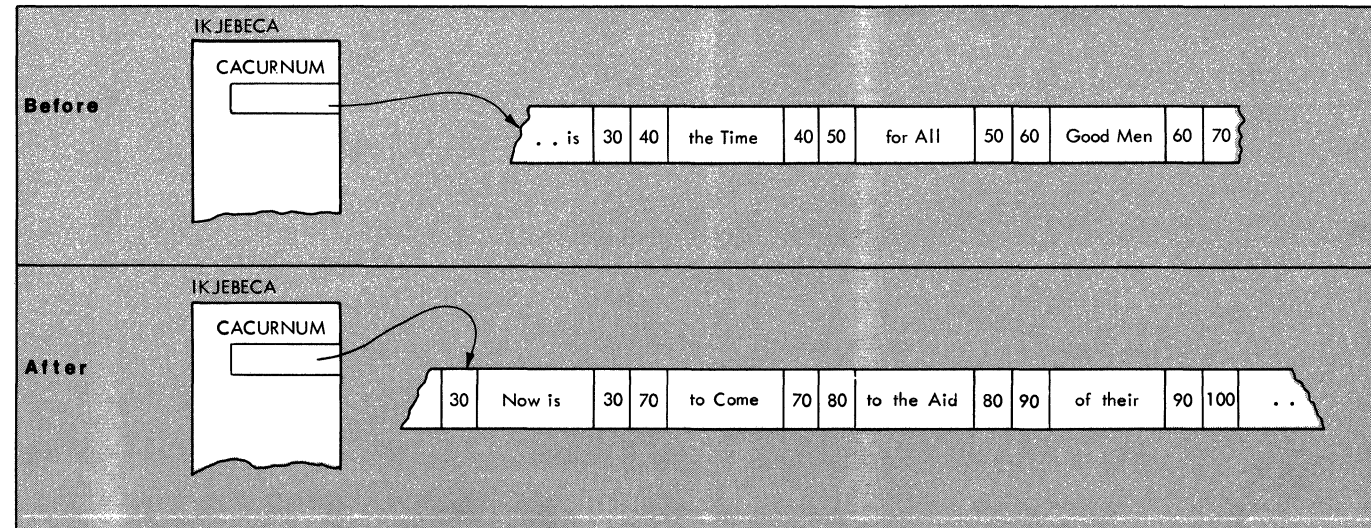 IKJEBECA
CACURNUM
Before
. . is 30 40 the Time 40 50 for All 50 60 Good Men 60 70
IKJEBECA
CACURNUM
After
30 Now is 30 70 to Come 70 80 to the Aid 80 90 of their 90 100 . .